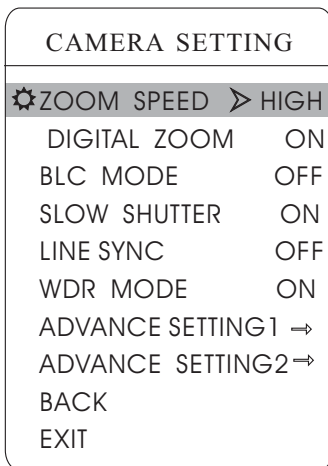 CAMERA SETTING
ZOOM SPEED HIGH
DIGITAL ZOOM ON
BLC MODE OFF
SLOW SHUTTER ON
LINE SYNC OFF
WDR MODE ON
ADVANCE SETTING1 →
ADVANCE SETTING2 →
BACK
EXIT